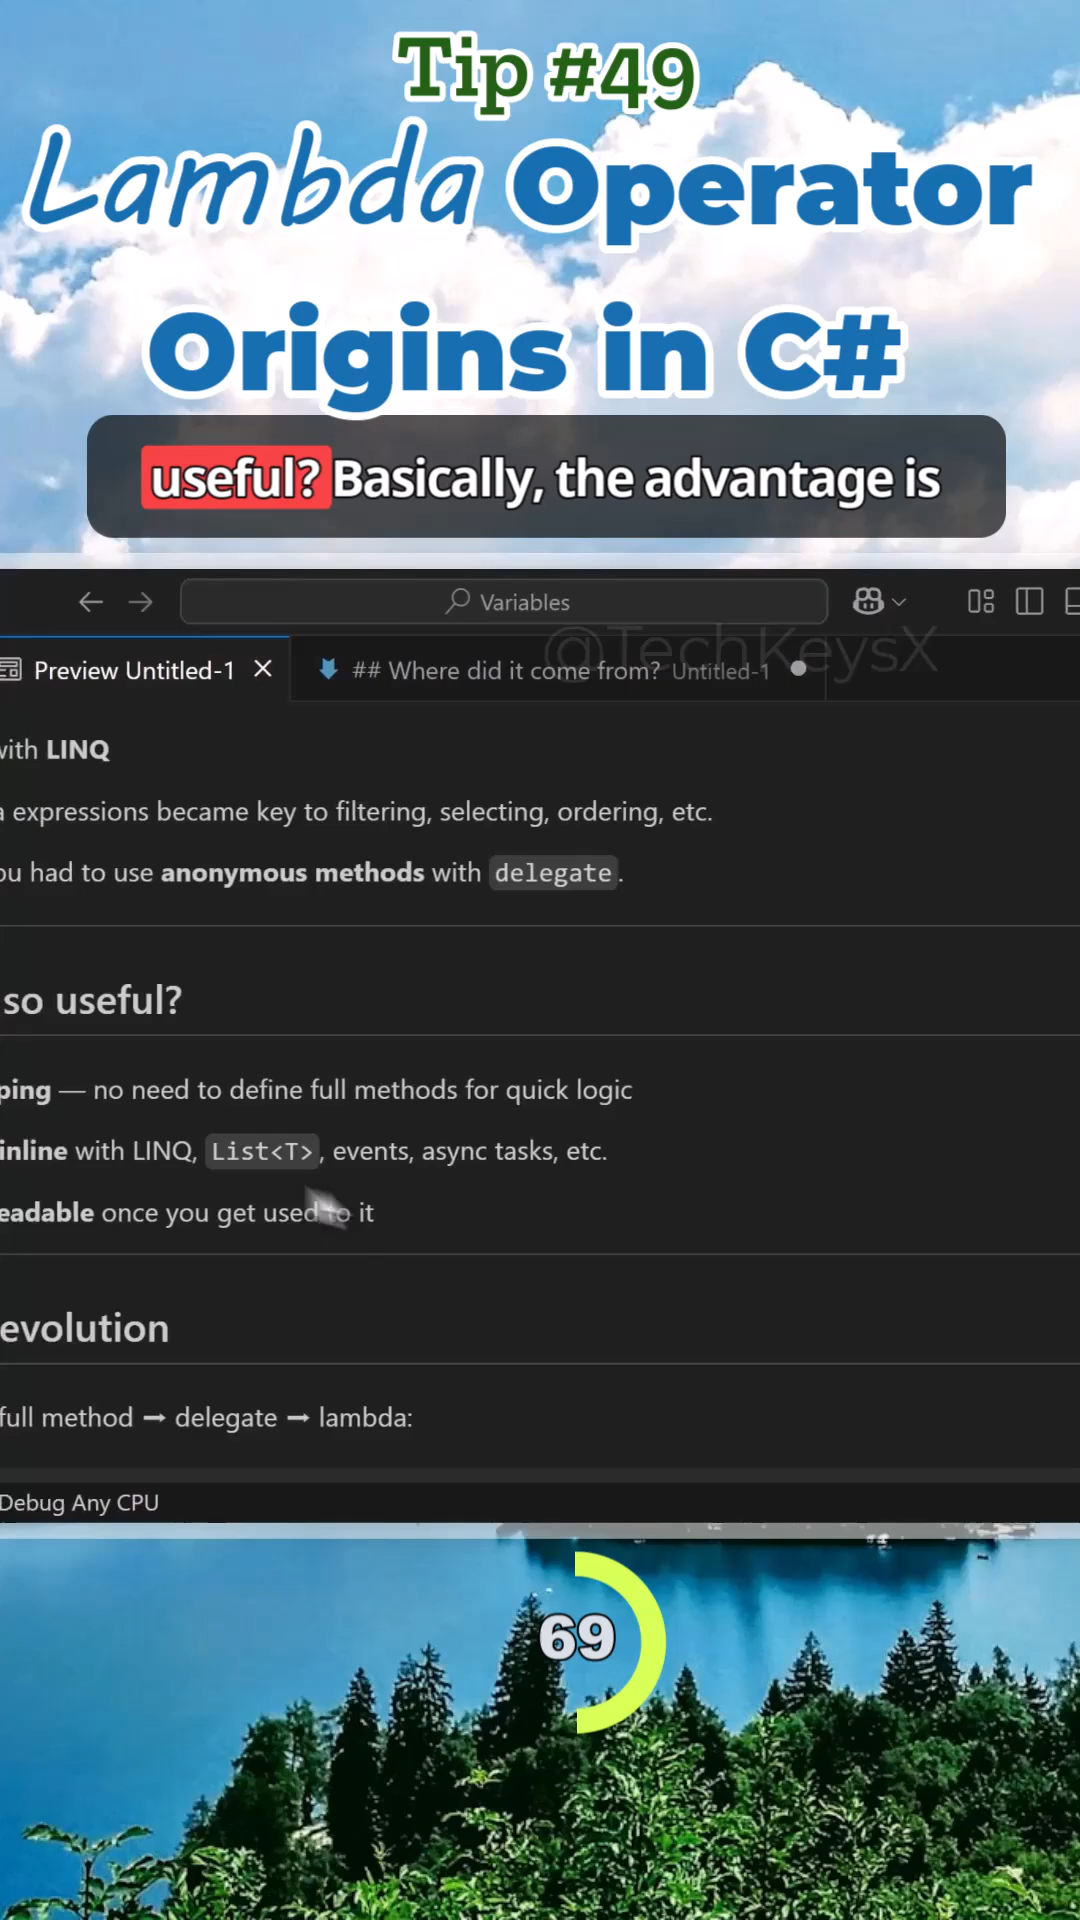 Tip #49
Lambda Operator
Origins in C#
useful? Basically, the advantage is
Variables
@TechKeysX
Preview Untitled-1
## Where did it come from? Untitled-1
with LINQ
a expressions became key to filtering, selecting, ordering, etc.
ou had to use anonymous methods with delegate.
so useful?
ping — no need to define full methods for quick logic
inline with LINQ, List<T>, events, async tasks, etc.
eadable once you get used to it
evolution
full method → delegate → lambda:
Debug Any CPU
69